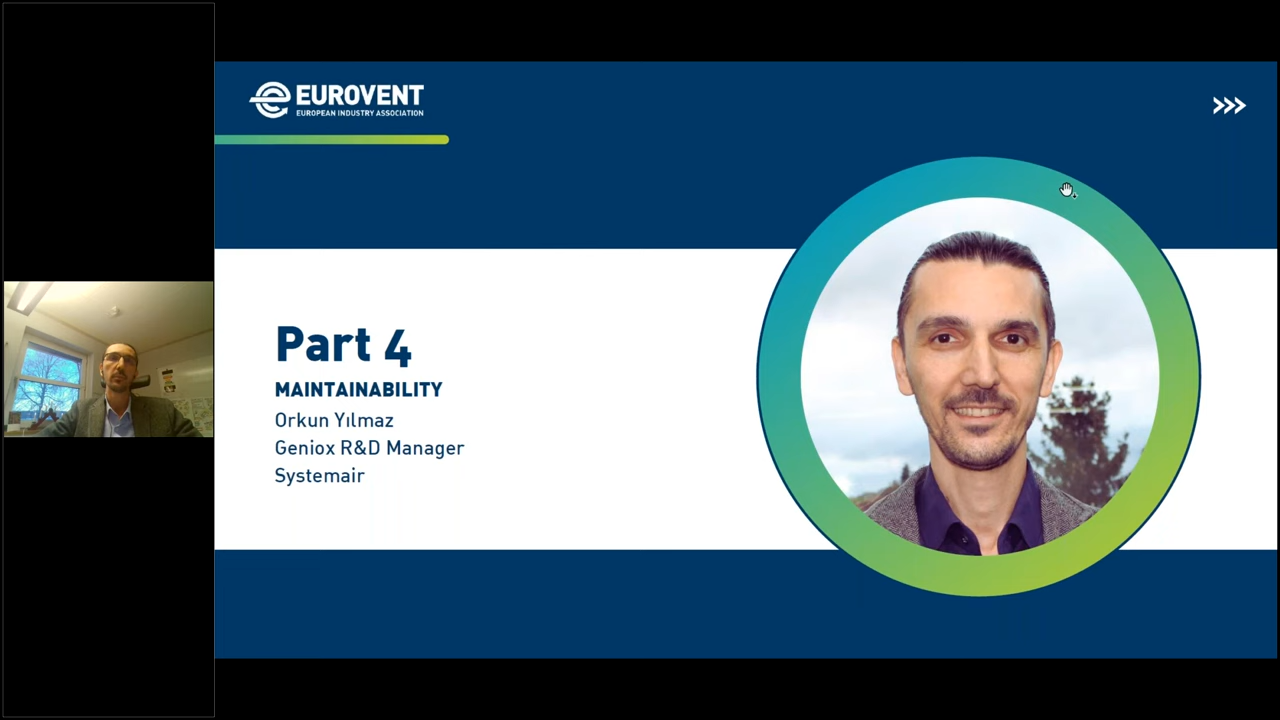 EUROVENT
EUROPEAN INDUSTRY ASSOCIATION
Part 4
MAINTAINABILITY
Orkun Yılmaz
Geniox R&D Manager
Systemair